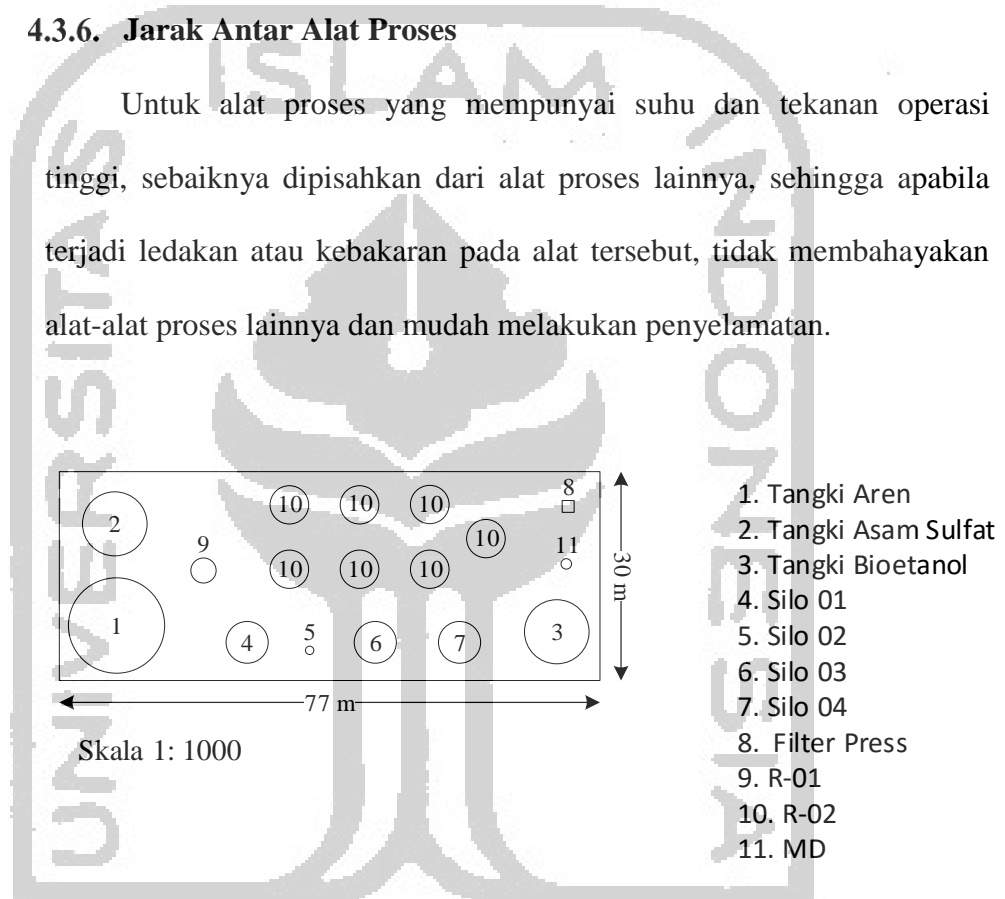 4.3.6. Jarak Antar Alat Proses
Untuk alat proses yang mempunyai suhu dan tekanan operasi
tinggi, sebaiknya dipisahkan dari alat proses lainnya, sehingga apabila
terjadi ledakan atau kebakaran pada alat tersebut, tidak membahayakan
alat-alat proses lainnya dan mudah melakukan penyelamatan.
10 10 10 8
2
10
9 11
10 10 10
30 m
1 4 5 6 7 3
77 m
Skala 1: 1000
1. Tangki Aren
2. Tangki Asam Sulfat
3. Tangki Bioetanol
4. Silo 01
5. Silo 02
6. Silo 03
7. Silo 04
8. Filter Press
9. R-01
10. R-02
11. MD
UNIVERSITAS
ISLAM
INDONESIA